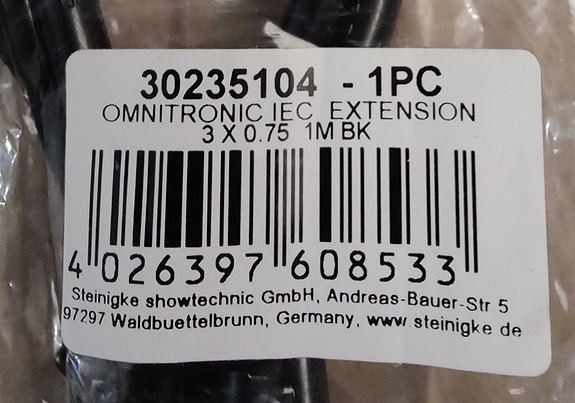 30235104 - 1PC
OMNITRONIC IEC EXTENSION
3 X 0.75 1M BK
4 026397 608533
Steinigke showtechnic GmbH, Andreas-Bauer-Str 5
97297 Waldbuettelbrunn, Germany, www.steinigke.de